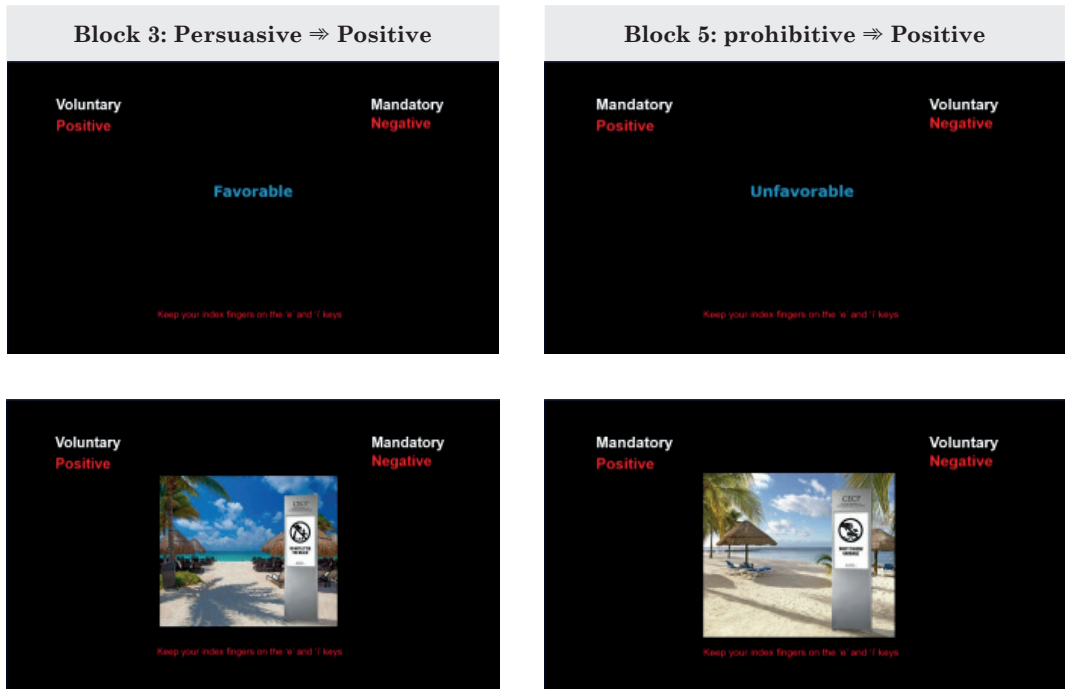 Block 3: Persuasive ⇛ Positive
Voluntary
Positive
Mandatory
Negative
Favorable
Keep your index fingers on the 'e' and 'i' keys
Block 5: prohibitive ⇛ Positive
Mandatory
Positive
Voluntary
Negative
Unfavorable
Keep your index fingers on the 'e' and 'i' keys
Voluntary
Positive
Mandatory
Negative
Keep your index fingers on the 'e' and 'i' keys
Mandatory
Positive
Voluntary
Negative
Keep your index fingers on the 'e' and 'i' keys